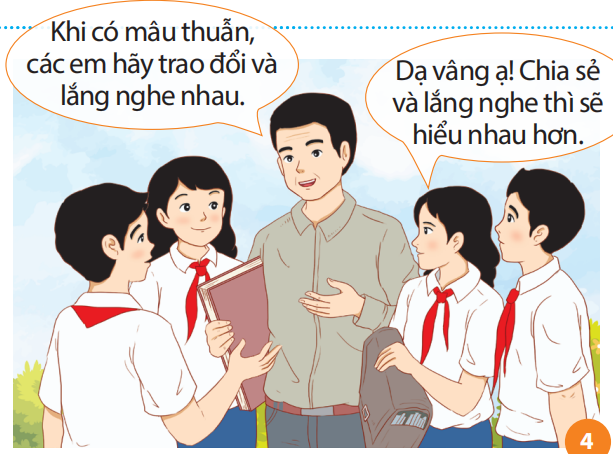 Khi có mâu thuẫn,
các em hãy trao đổi và
lắng nghe nhau.
Dạ vâng ạ! Chia sẻ
và lắng nghe thì sẽ
hiểu nhau hơn.
4